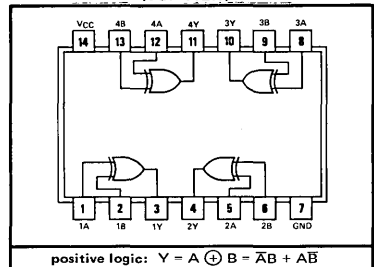 VCC 4B 4A 4Y 3Y 3B 3A
14 13 12 11 10 9 8
1 2 3 4 5 6 7
1A 1B 1Y 2Y 2A 2B GND
positive logic: Y = A ⊕ B = A̅B + AB̅